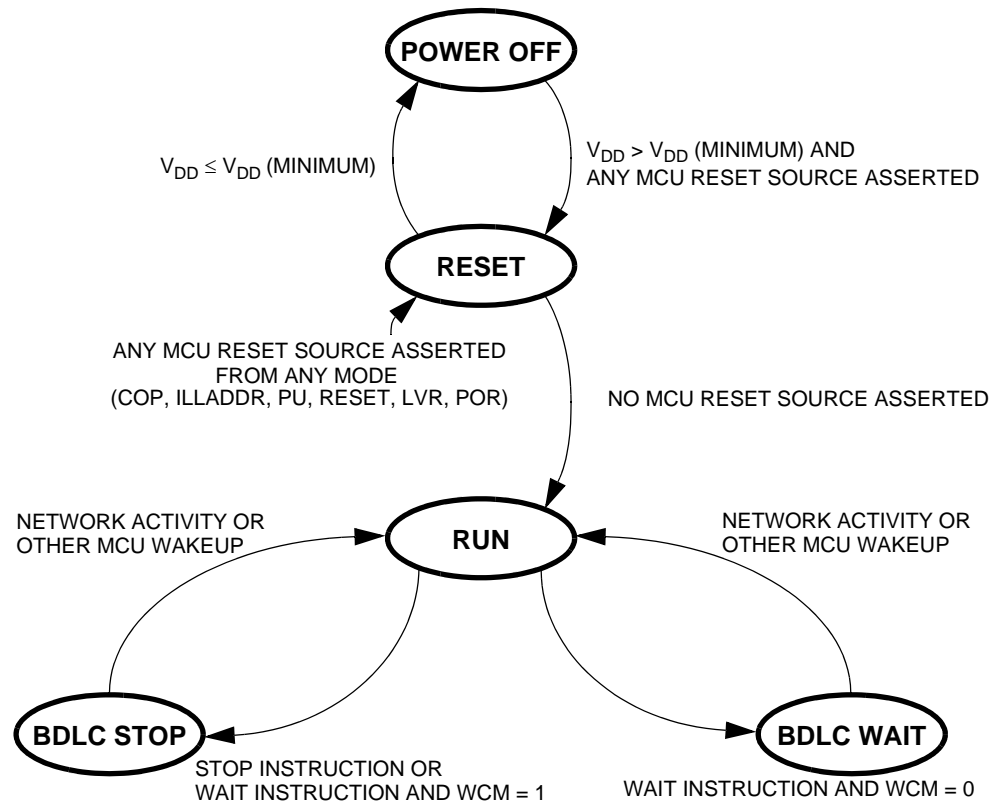 POWER OFF
V_DD ≤ V_DD (MINIMUM)
V_DD > V_DD (MINIMUM) AND
ANY MCU RESET SOURCE ASSERTED
RESET
ANY MCU RESET SOURCE ASSERTED
FROM ANY MODE
(COP, ILLADDR, PU, RESET, LVR, POR)
NO MCU RESET SOURCE ASSERTED
NETWORK ACTIVITY OR
OTHER MCU WAKEUP
RUN
NETWORK ACTIVITY OR
OTHER MCU WAKEUP
BDLC STOP
BDLC WAIT
STOP INSTRUCTION OR
WAIT INSTRUCTION AND WCM = 1
WAIT INSTRUCTION AND WCM = 0